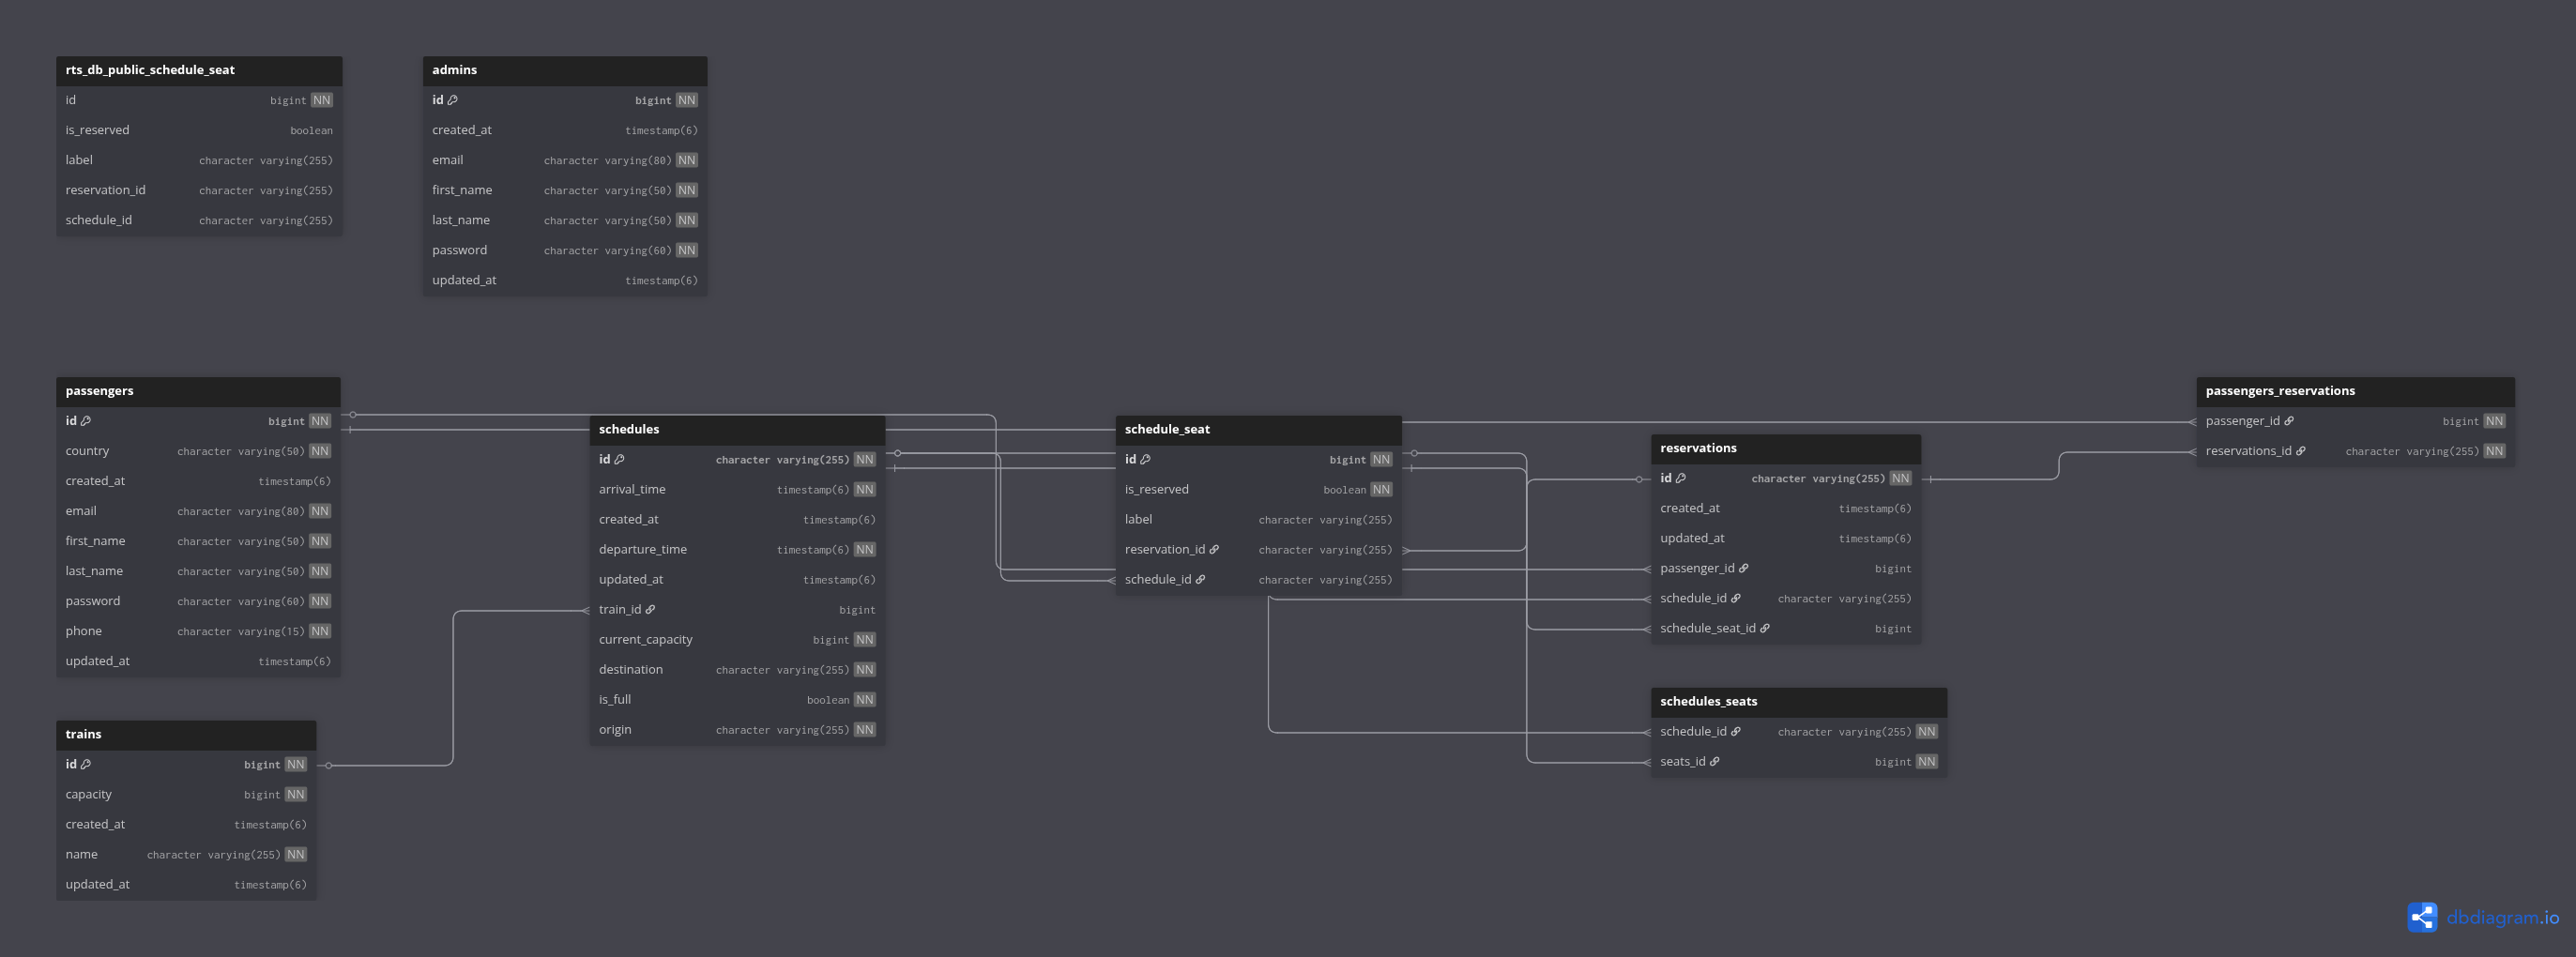 rts_db_public_schedule_seat
id bigint NN
is_reserved boolean
label character varying(255)
reservation_id character varying(255)
schedule_id character varying(255)
admins
id bigint NN
created_at timestamp(6)
email character varying(80) NN
first_name character varying(50) NN
last_name character varying(50) NN
password character varying(60) NN
updated_at timestamp(6)
passengers
id bigint NN
country character varying(50) NN
created_at timestamp(6)
email character varying(80) NN
first_name character varying(50) NN
last_name character varying(50) NN
password character varying(60) NN
phone character varying(15) NN
updated_at timestamp(6)
trains
id bigint NN
capacity bigint NN
created_at timestamp(6)
name character varying(255) NN
updated_at timestamp(6)
schedules
id character varying(255) NN
arrival_time timestamp(6) NN
created_at timestamp(6)
departure_time timestamp(6) NN
updated_at timestamp(6)
train_id bigint
current_capacity bigint NN
destination character varying(255) NN
is_full boolean NN
origin character varying(255) NN
schedule_seat
id bigint NN
is_reserved boolean NN
label character varying(255)
reservation_id character varying(255)
schedule_id character varying(255)
reservations
id character varying(255) NN
created_at timestamp(6)
updated_at timestamp(6)
passenger_id bigint
schedule_id character varying(255)
schedule_seat_id bigint
schedules_seats
schedule_id character varying(255) NN
seats_id bigint NN
passengers_reservations
passenger_id bigint NN
reservations_id character varying(255) NN
dbdiagram.io